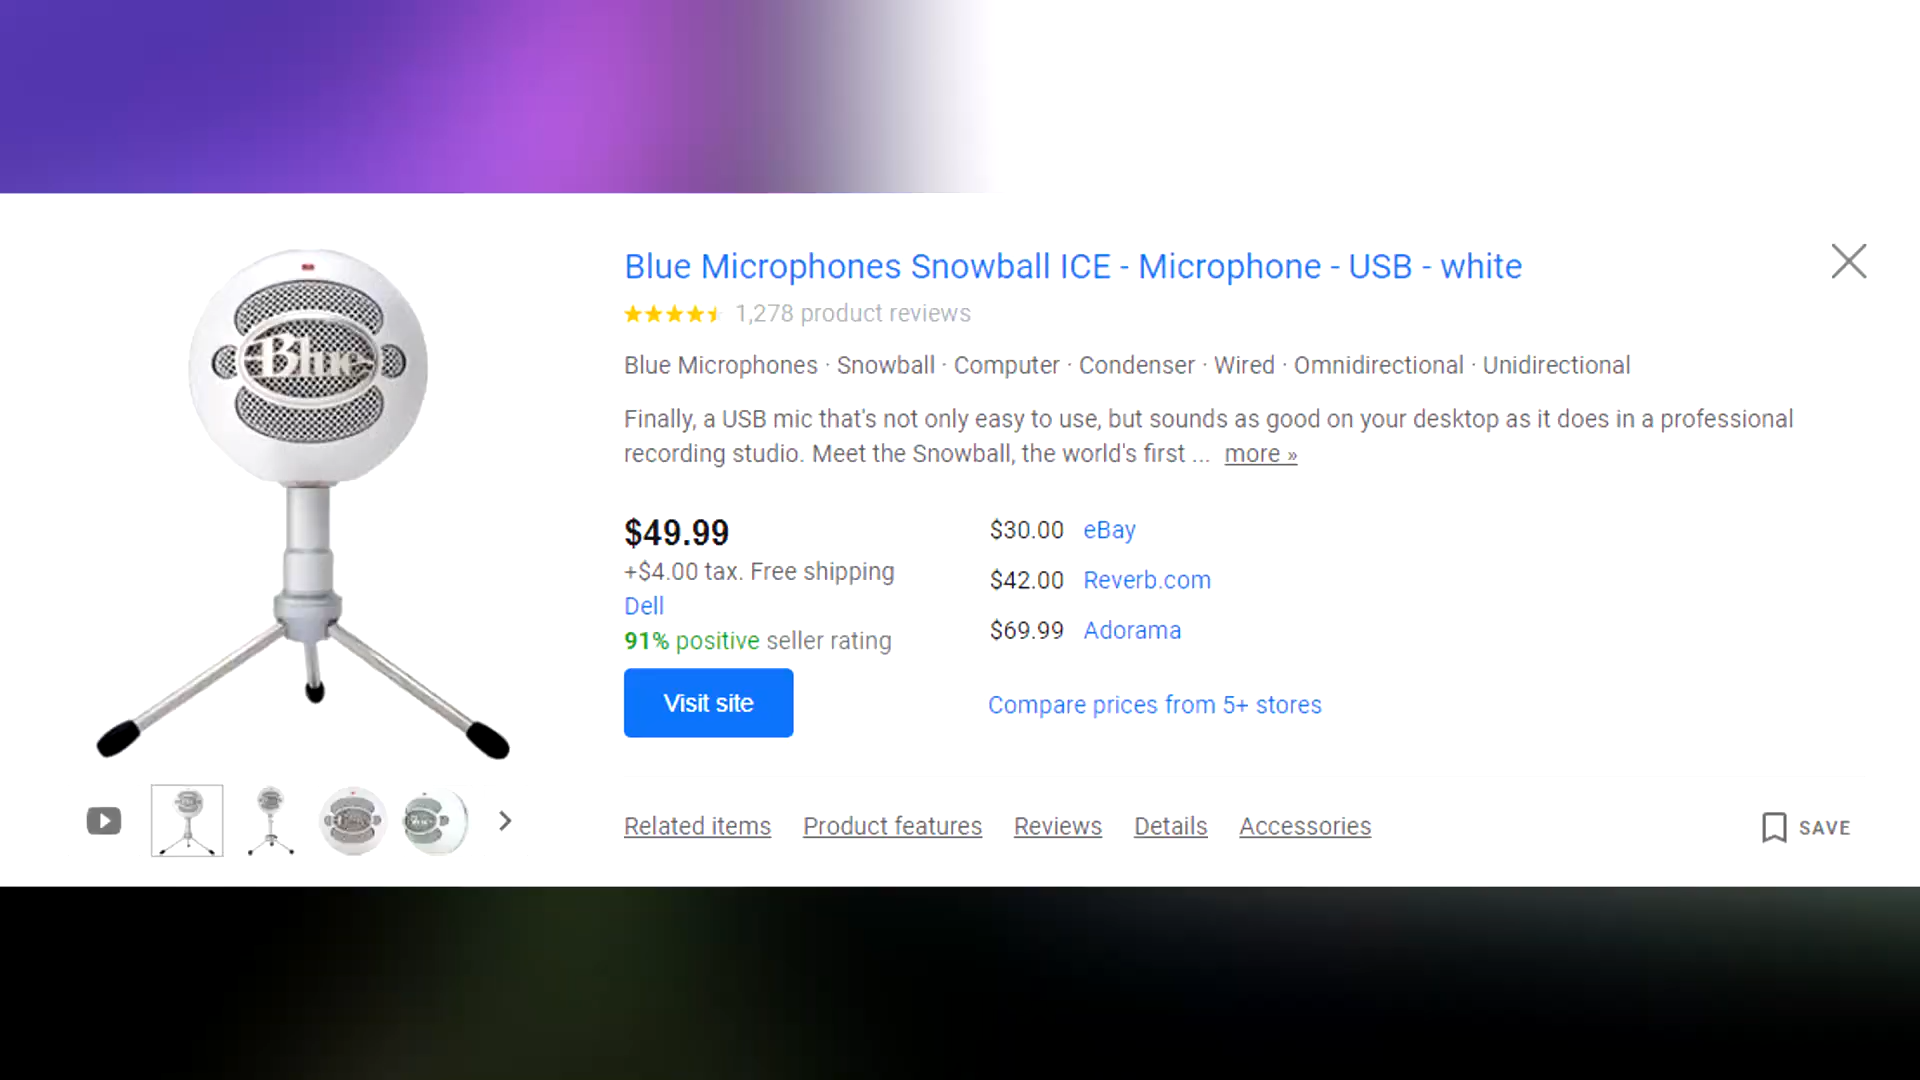 Blue Microphones Snowball ICE - Microphone - USB - white
1,278 product reviews
Blue Microphones · Snowball · Computer · Condenser · Wired · Omnidirectional · Unidirectional
Finally, a USB mic that's not only easy to use, but sounds as good on your desktop as it does in a professional
recording studio. Meet the Snowball, the world's first ... more »
Blue
$49.99
+$4.00 tax. Free shipping
Dell
91% positive seller rating
Visit site
$30.00 eBay
$42.00 Reverb.com
$69.99 Adorama
Compare prices from 5+ stores
Related items Product features Reviews Details Accessories
SAVE